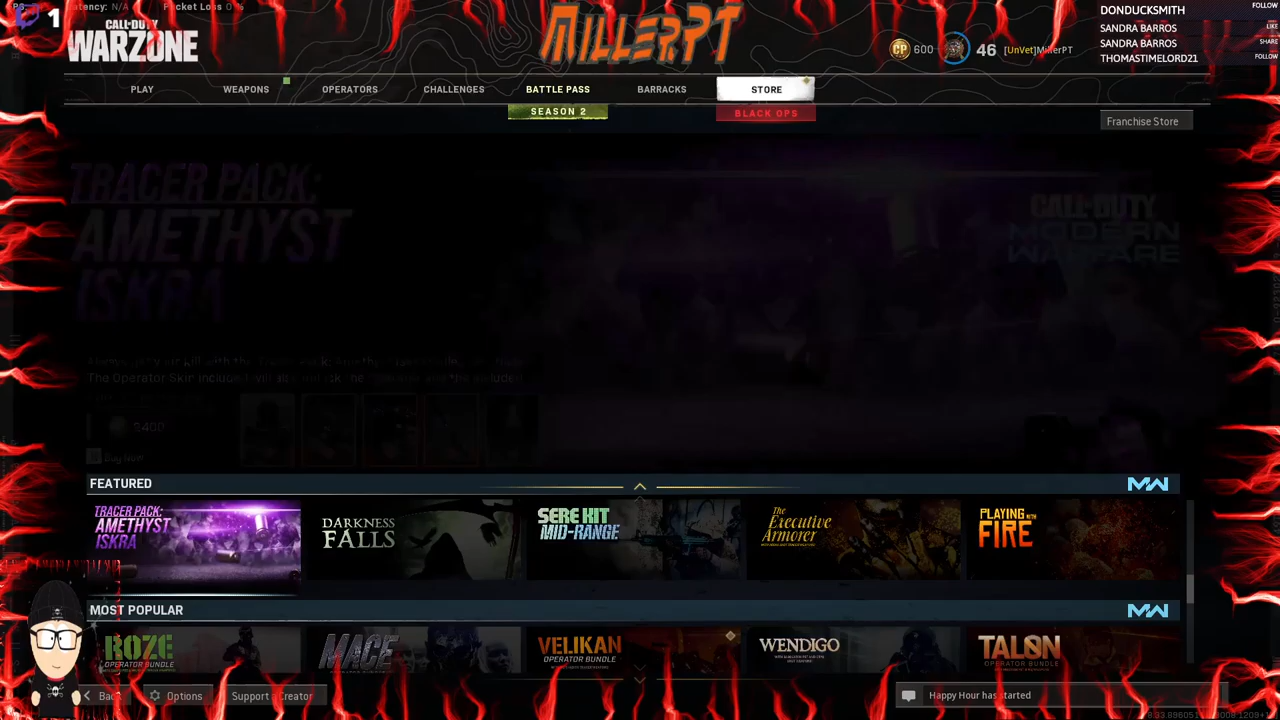 Latency: N/A Packet Loss 0 %
1
CALL OF DUTY
WARZONE
MILLERPT
CP 600
46 [UnVet]MillerPT
DONDUCKSMITH FOLLOW
SANDRA BARROS LIKE
SANDRA BARROS SHARE
THOMASTIMELORD21 FOLLOW
PLAY WEAPONS OPERATORS CHALLENGES BATTLE PASS BARRACKS STORE
SEASON 2 BLACK OPS
Franchise Store
TRACER PACK:
AMETHYST
ISKRA
CALL OF DUTY
MODERN
WARFARE
2400
Buy Now
FEATURED MW
TRACER PACK:
AMETHYST
ISKRA
DARKNESS
FALLS
SERE KIT
MID-RANGE
The
Executive
Armorer
PLAYING WITH
FIRE
MOST POPULAR MW
ROZE
OPERATOR BUNDLE
MACE
VELIKAN
OPERATOR BUNDLE
WENDIGO
TALON
OPERATOR BUNDLE
Back Options Support a Creator
Happy Hour has started